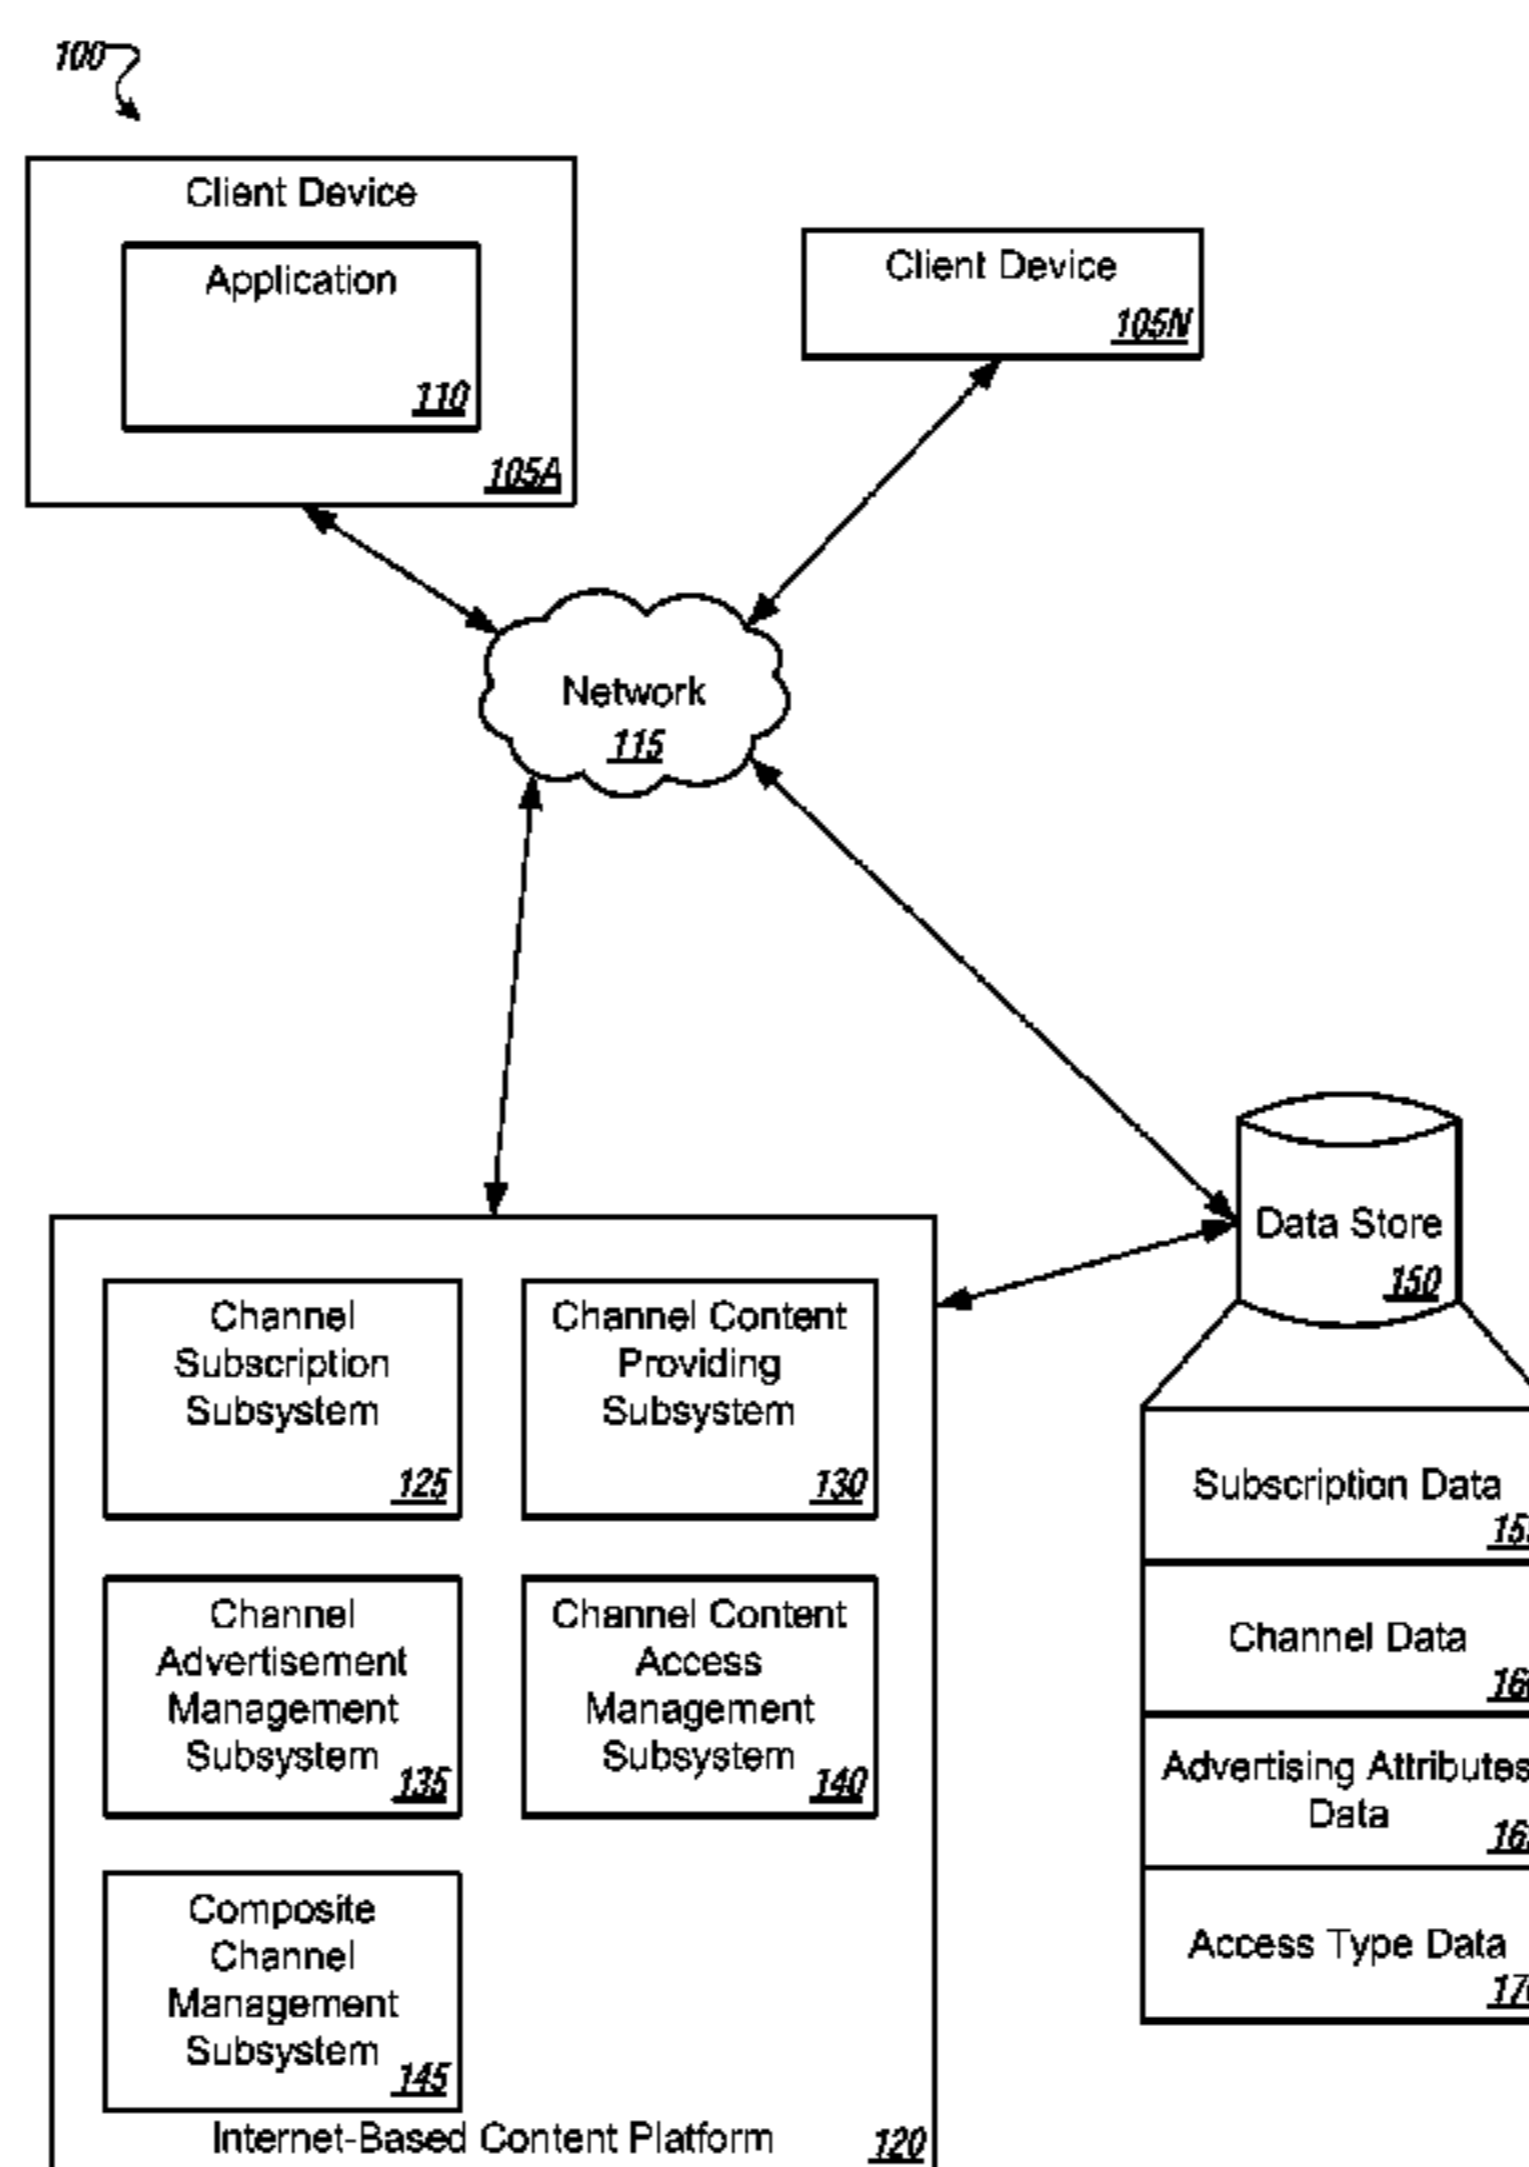 100
Client Device
Application
110
105A
Client Device
105N
Network
115
Channel
Subscription
Subsystem
125
Channel Content
Providing
Subsystem
130
Channel
Advertisement
Management
Subsystem
135
Channel Content
Access
Management
Subsystem
140
Composite
Channel
Management
Subsystem
145
Internet-Based Content Platform
120
Data Store
150
Subscription Data
Channel Data
Advertising Attributes
Data
Access Type Data